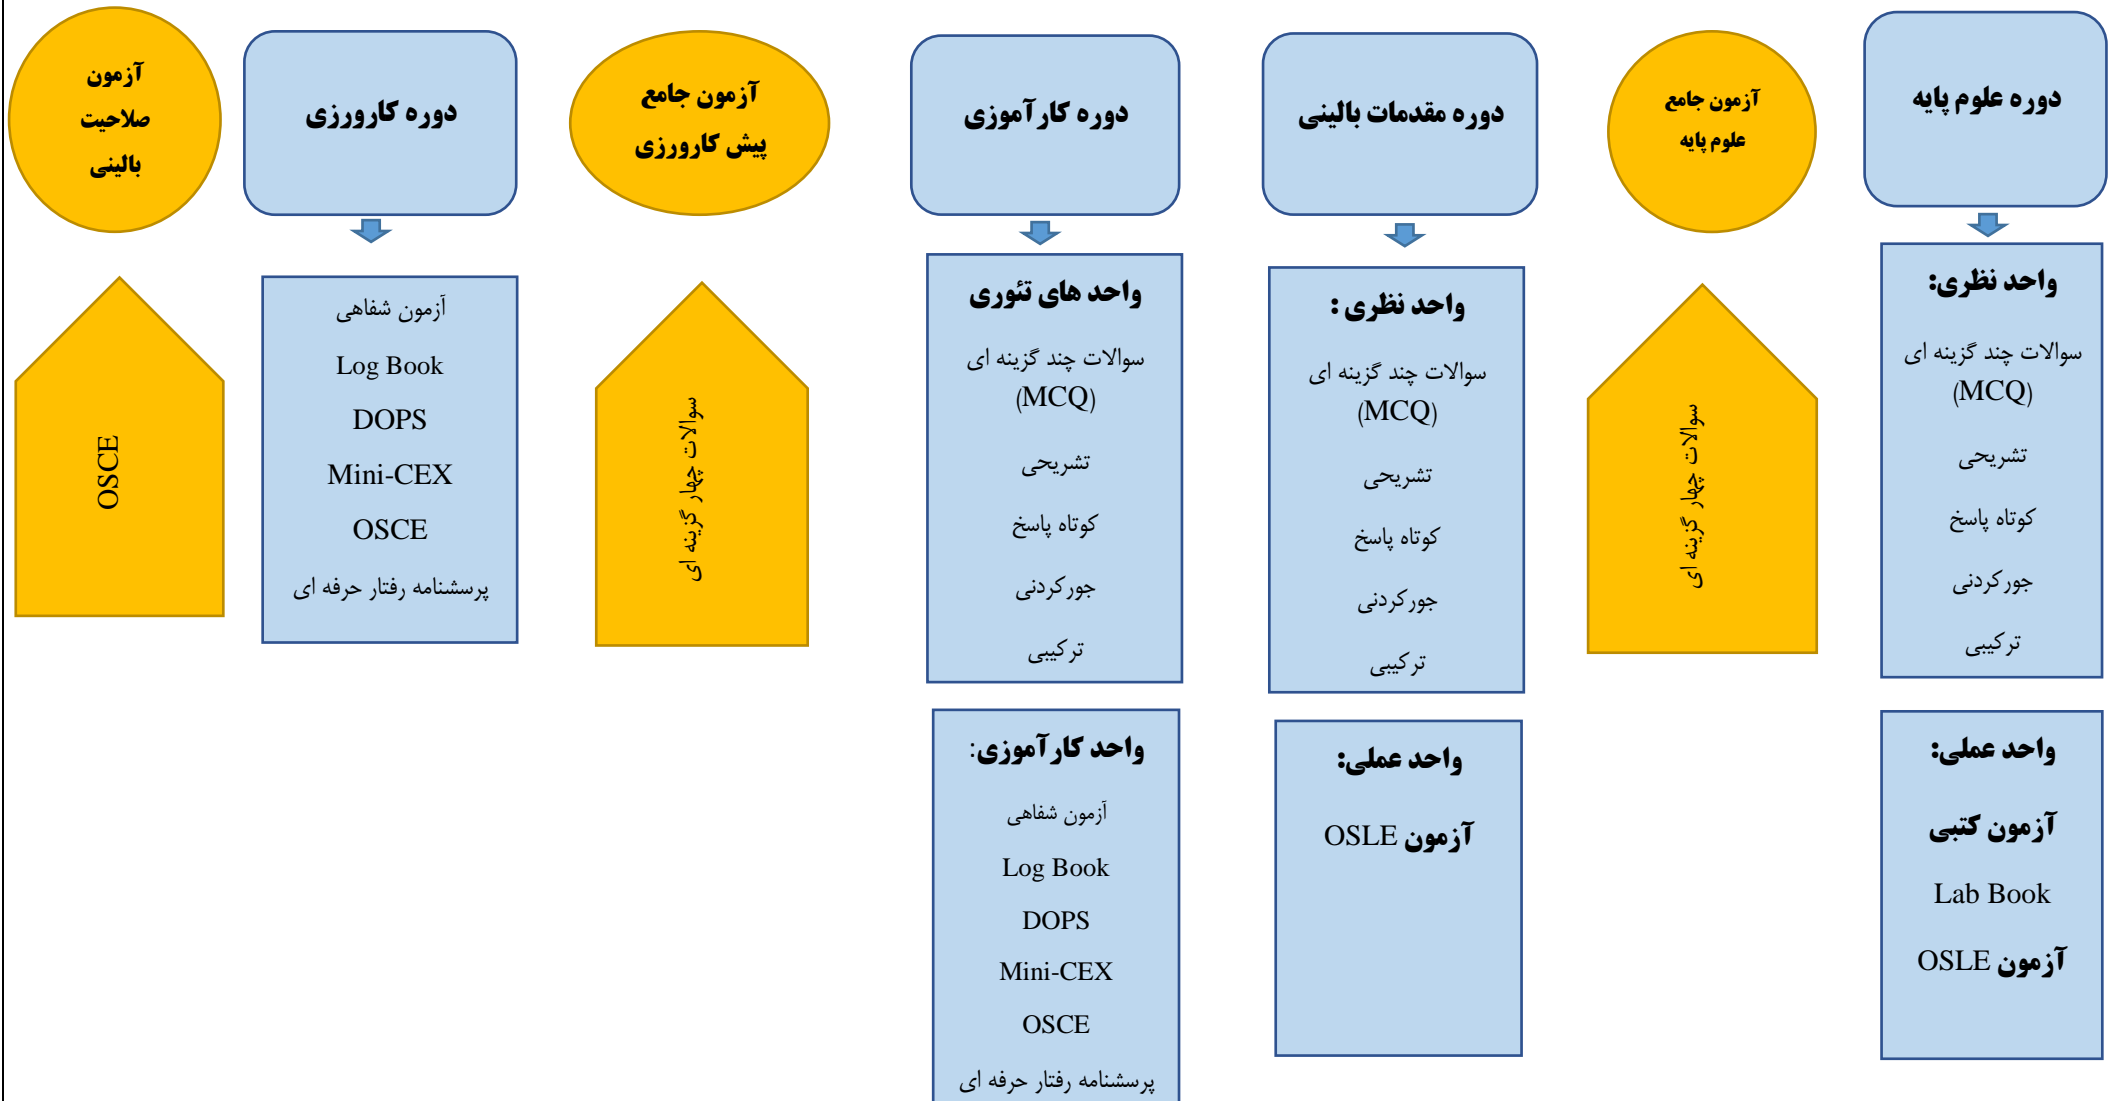 دوره علوم پایه
واحد نظری:
سوالات چند گزینه ای
(MCQ)
تشریحی
کوتاه پاسخ
جورکردنی
ترکیبی
واحد عملی:
آزمون کتبی
Lab Book
آزمون OSLE
آزمون جامع
علوم پایه
سوالات چهار گزینه ای
دوره مقدمات بالینی
واحد نظری :
سوالات چند گزینه ای
(MCQ)
تشریحی
کوتاه پاسخ
جورکردنی
ترکیبی
واحد عملی:
آزمون OSLE
دوره کارآموزی
واحد های تئوری
سوالات چند گزینه ای
(MCQ)
تشریحی
کوتاه پاسخ
جورکردنی
ترکیبی
واحد کارآموزی:
آزمون شفاهی
Log Book
DOPS
Mini-CEX
OSCE
پرسشنامه رفتار حرفه ای
آزمون جامع
پیش کارورزی
سوالات چهار گزینه ای
دوره کارورزی
آزمون شفاهی
Log Book
DOPS
Mini-CEX
OSCE
پرسشنامه رفتار حرفه ای
آزمون
صلاحیت
بالینی
OSCE